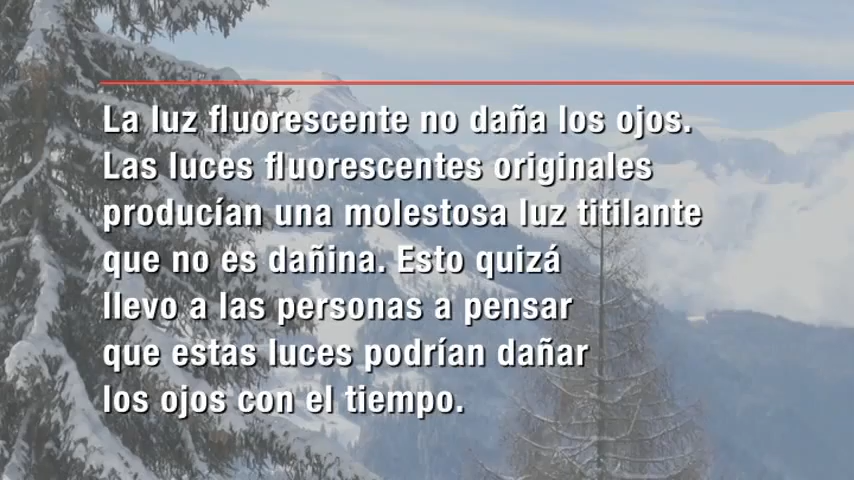 La luz fluorescente no daña los ojos.
Las luces fluorescentes originales
producían una molestosa luz titilante
que no es dañina. Esto quizá
llevo a las personas a pensar
que estas luces podrían dañar
los ojos con el tiempo.